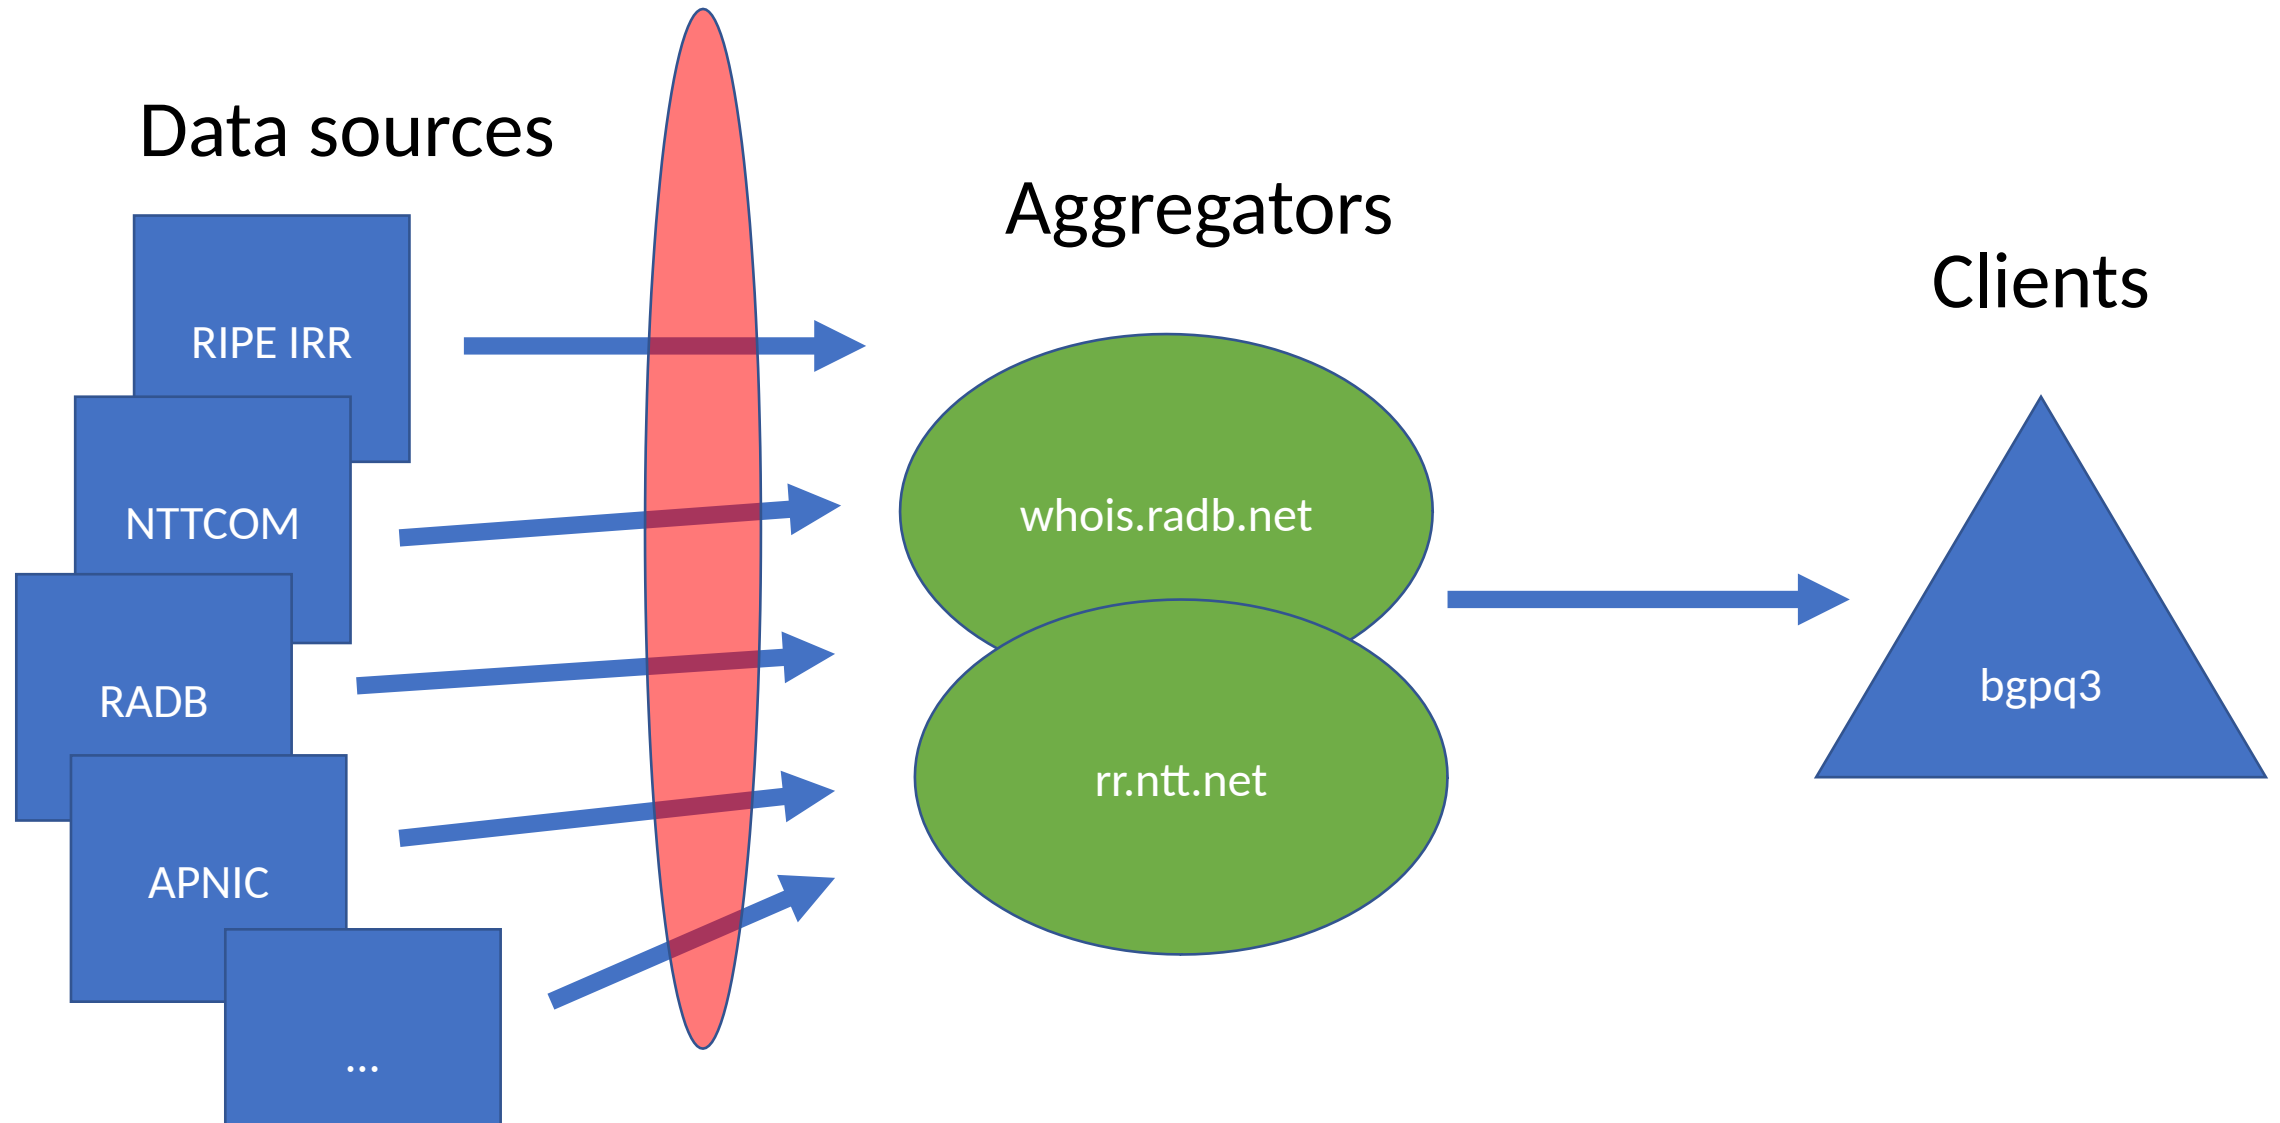 Data sources
RIPE IRR
NTTCOM
RADB
APNIC
...
Aggregators
whois.radb.net
rr.ntt.net
Clients
bgpq3